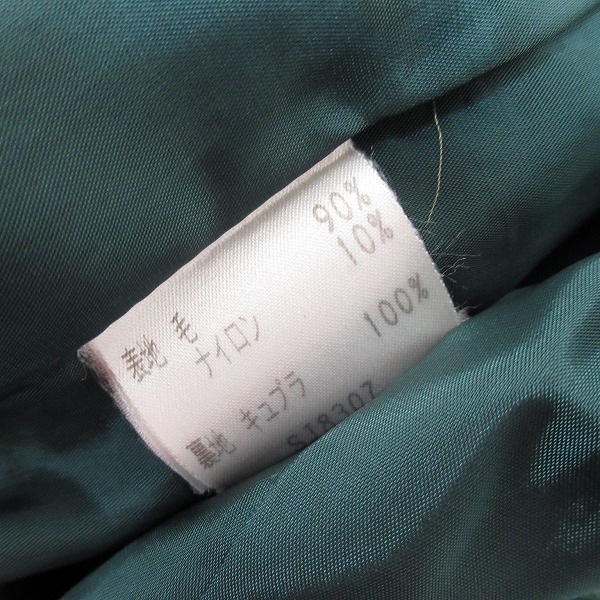 表地 毛 90%
ナイロン 10%
裏地 キュプラ 100%